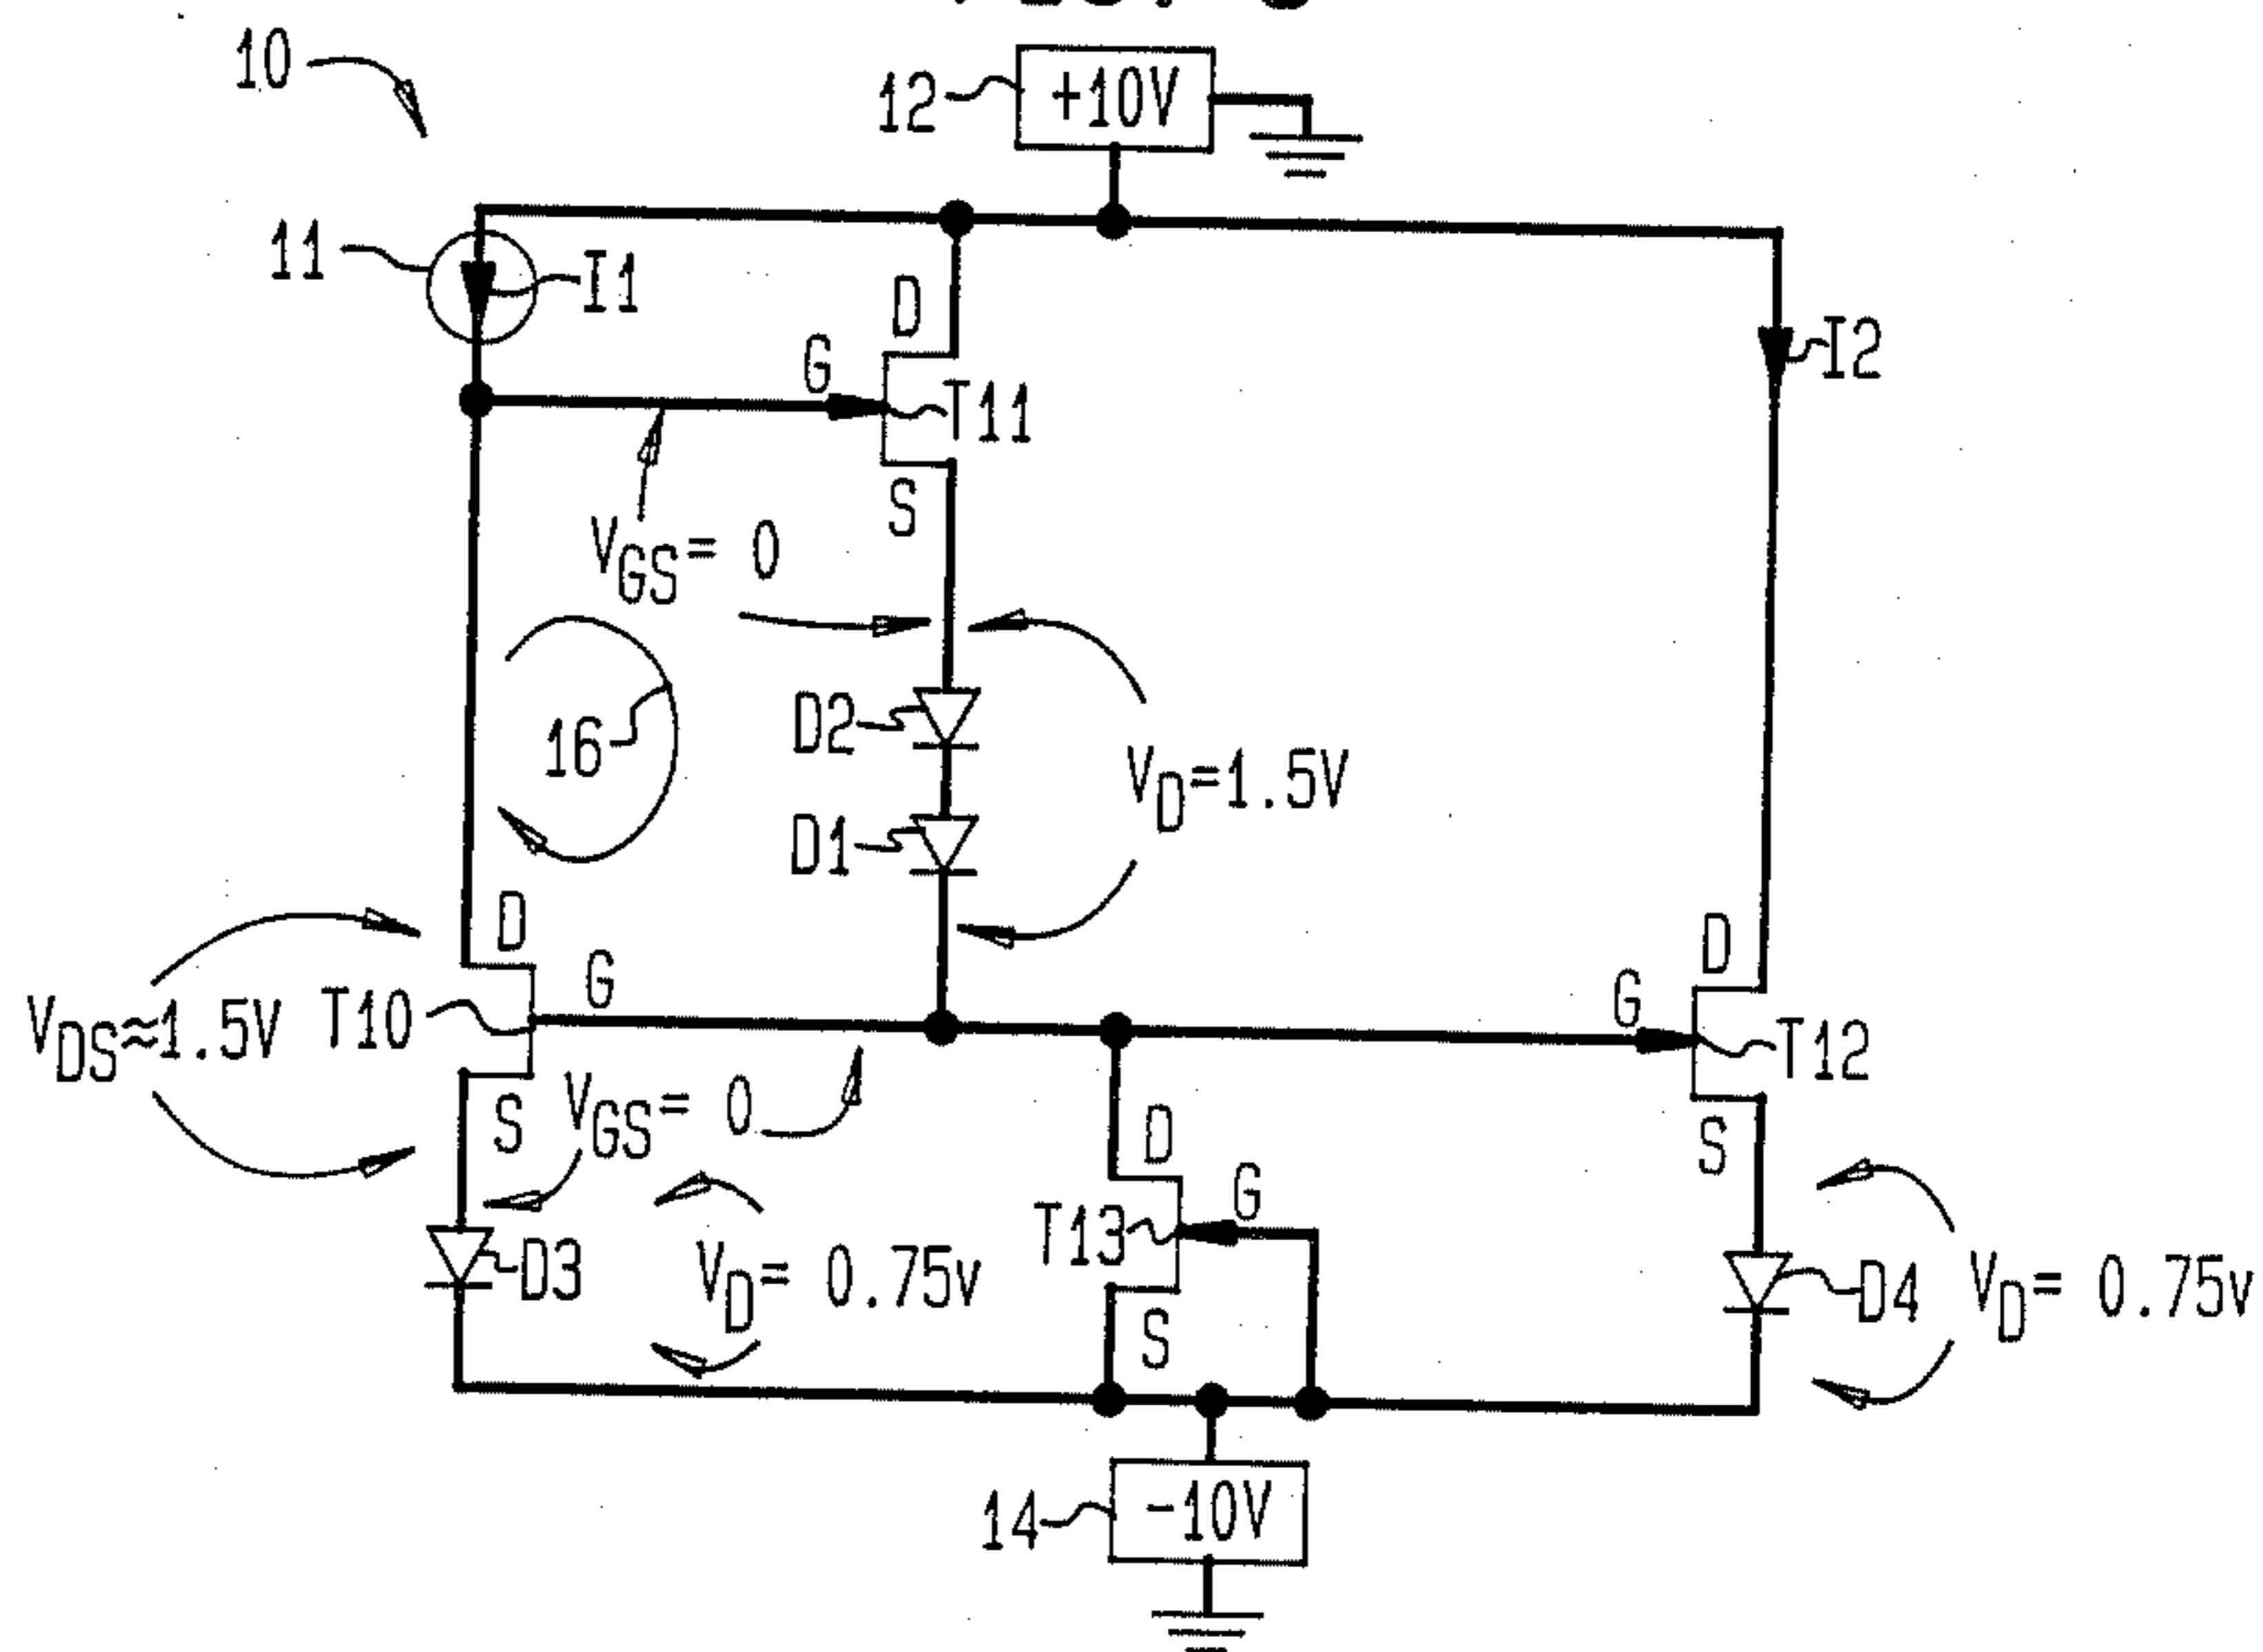 10
12
+10V
11
I1
D
G
T11
I2
S
V_GS= 0
D2
16
V_D=1.5V
D1
D
G
D
G
V_DS≈1.5V
T10
T12
S
V_GS= 0
D
S
G
T13
D3
V_D= 0.75v
D4
V_D= 0.75v
S
14
-10V